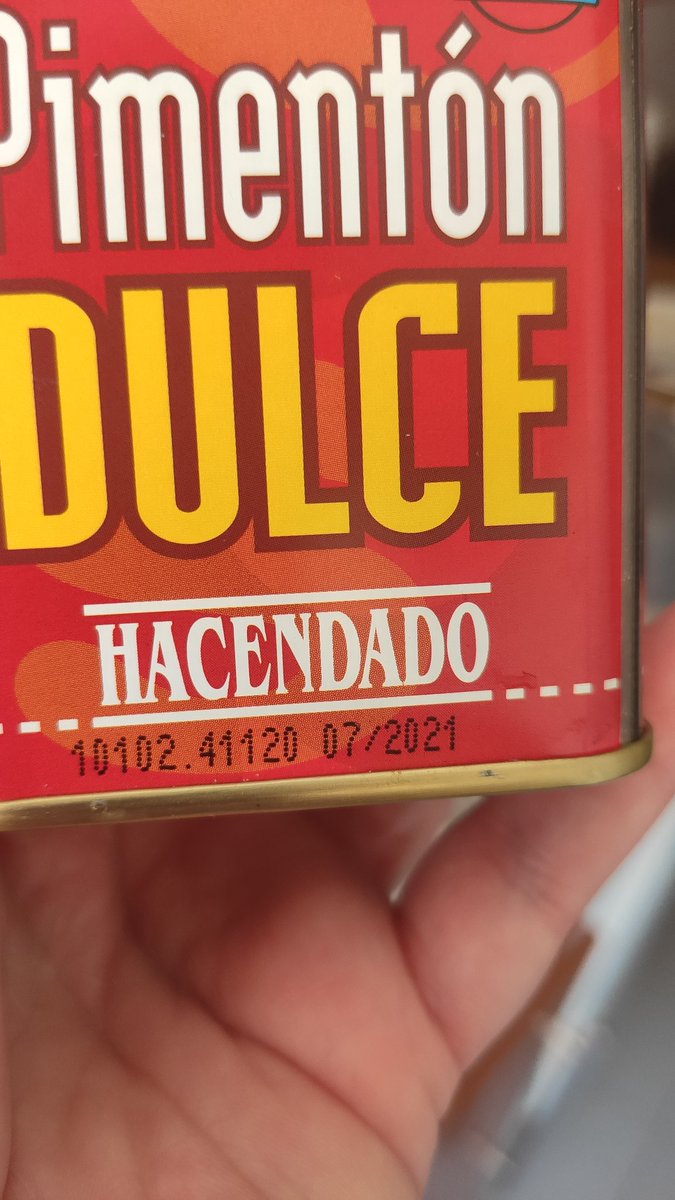 Pimentón
DULCE
HACENDADO
10102.41120 07/2021